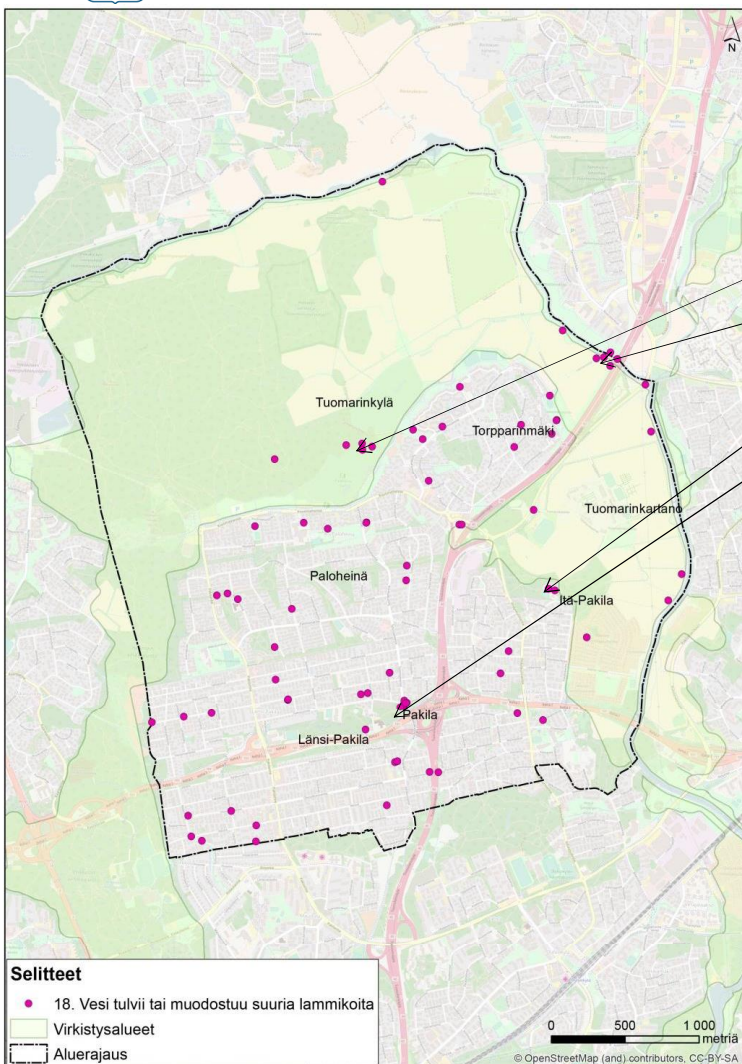 N
Tuomarinkylä
Torpparinmäki
Tuomarinkartano
Paloheinä
Itä-Pakila
Pakila
Länsi-Pakila
Selitteet
18. Vesi tulvii tai muodostuu suuria lammikoita
Virkistysalueet
Aluerajaus
0 500 1 000
metriä
© OpenStreetMap (and) contributors, CC-BY-SA